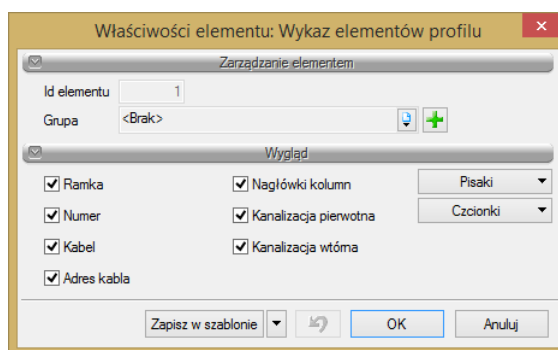 Właściwości elementu: Wykaz elementów profilu
Zarządzanie elementem
Id elementu 1
Grupa <Brak>
Wygląd
Ramka Nagłówki kolumn Pisaki
Numer Kanalizacja pierwotna Czcionki
Kabel Kanalizacja wtórna
Adres kabla
Zapisz w szablonie OK Anuluj